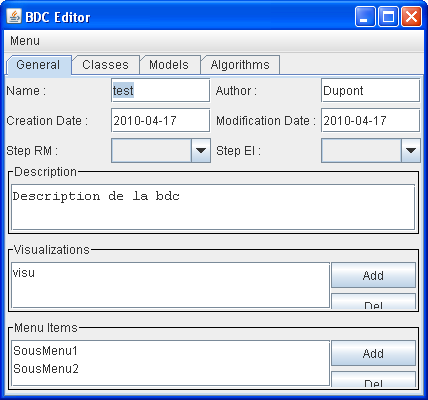 BDC Editor
Menu
General Classes Models Algorithms
Name : test Author : Dupont
Creation Date : 2010-04-17 Modification Date : 2010-04-17
Step RM : Step EI :
Description
Description de la bdc
Visualizations
visu Add
Del
Menu Items
SousMenu1 Add
SousMenu2
Del